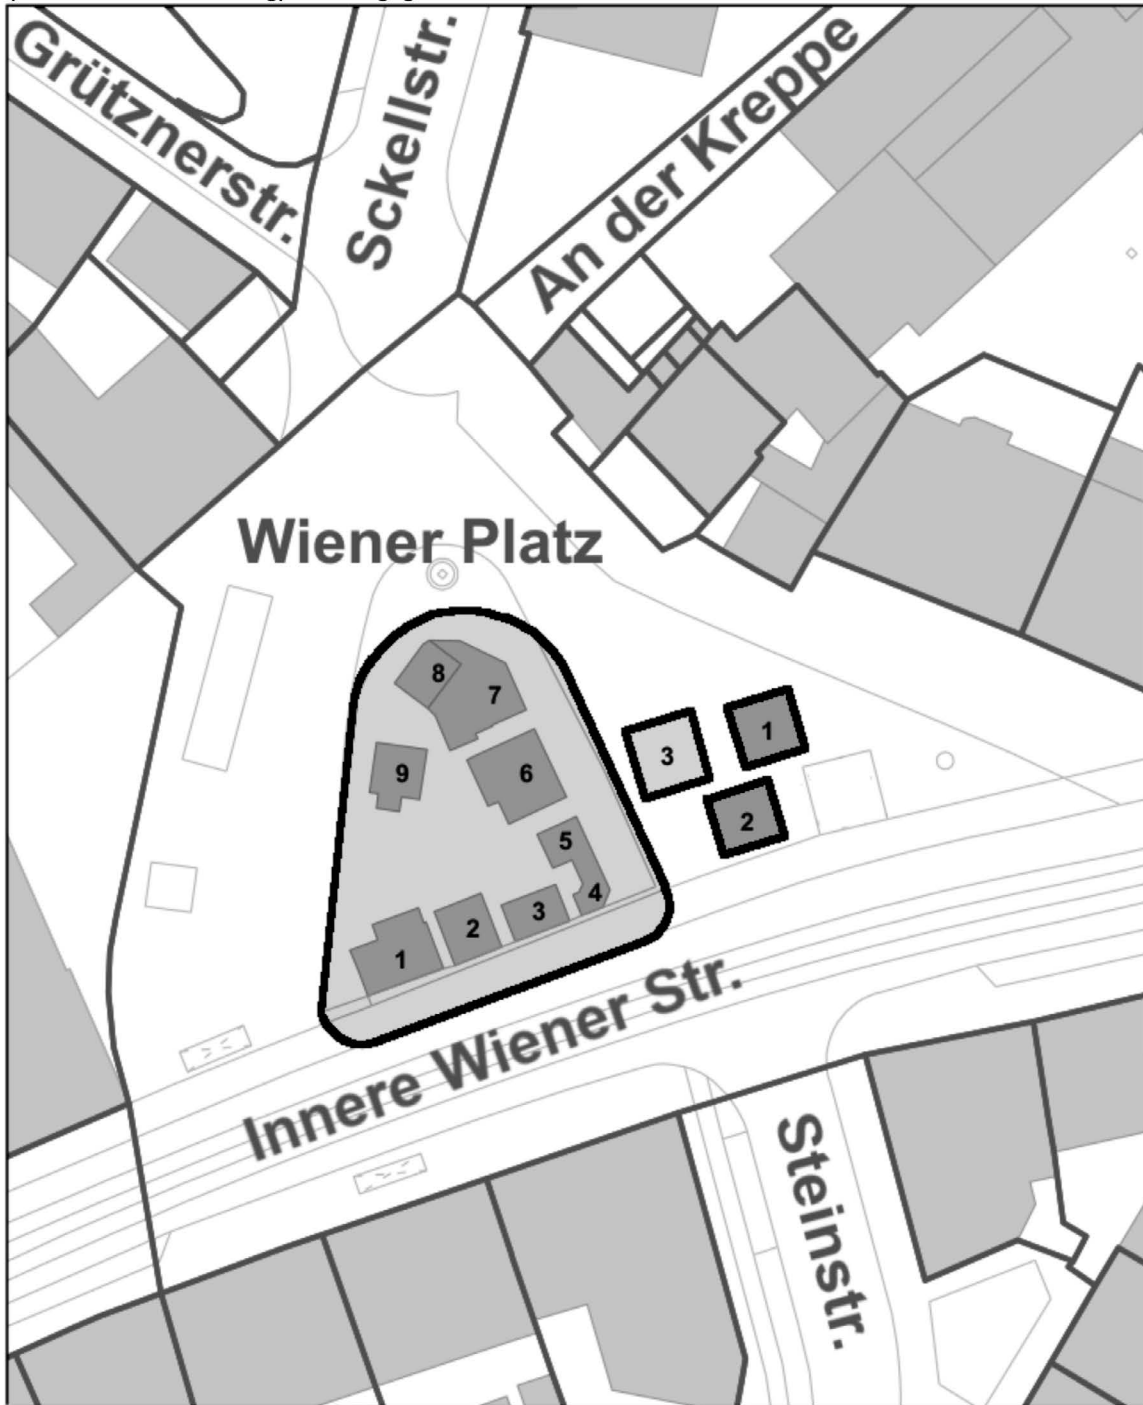 Grütznerstr.
Sckellstr.
An der Kreppe
Wiener Platz
8
7
9
6
5
4
3
2
1
3
1
2
Innere Wiener Str.
Steinstr.